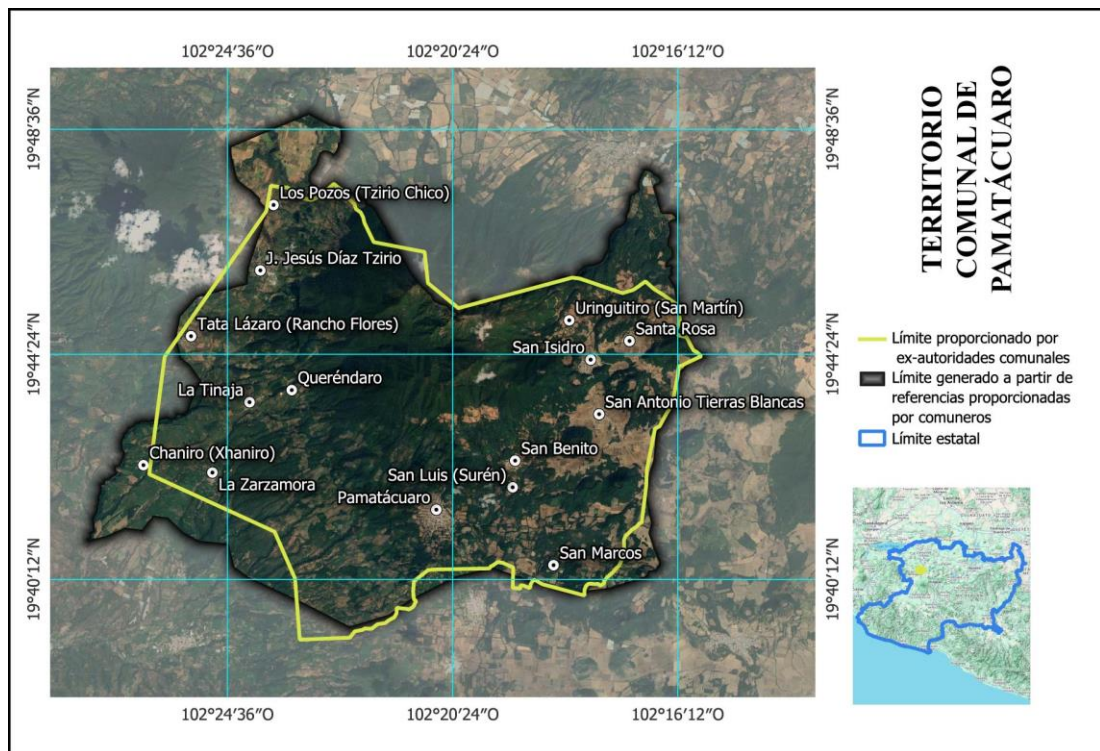 102°24′36″O
102°20′24″O
102°16′12″O
19°48′36″N
19°44′24″N
19°40′12″N
Los Pozos (Tzirio Chico)
J. Jesús Díaz Tzirio
Tata Lázaro (Rancho Flores)
Uringuitiro (San Martín)
Santa Rosa
San Isidro
Queréndaro
La Tinaja
San Antonio Tierras Blancas
Chaniro (Xhaniro)
San Benito
La Zarzamora
San Luis (Surén)
Pamatácuaro
San Marcos
19°48′36″N
19°44′24″N
19°40′12″N
102°24′36″O
102°20′24″O
102°16′12″O
TERRITORIO
COMUNAL DE
PAMATÁCUARO
Límite proporcionado por
ex-autoridades comunales
Límite generado a partir de
referencias proporcionadas
por comuneros
Límite estatal